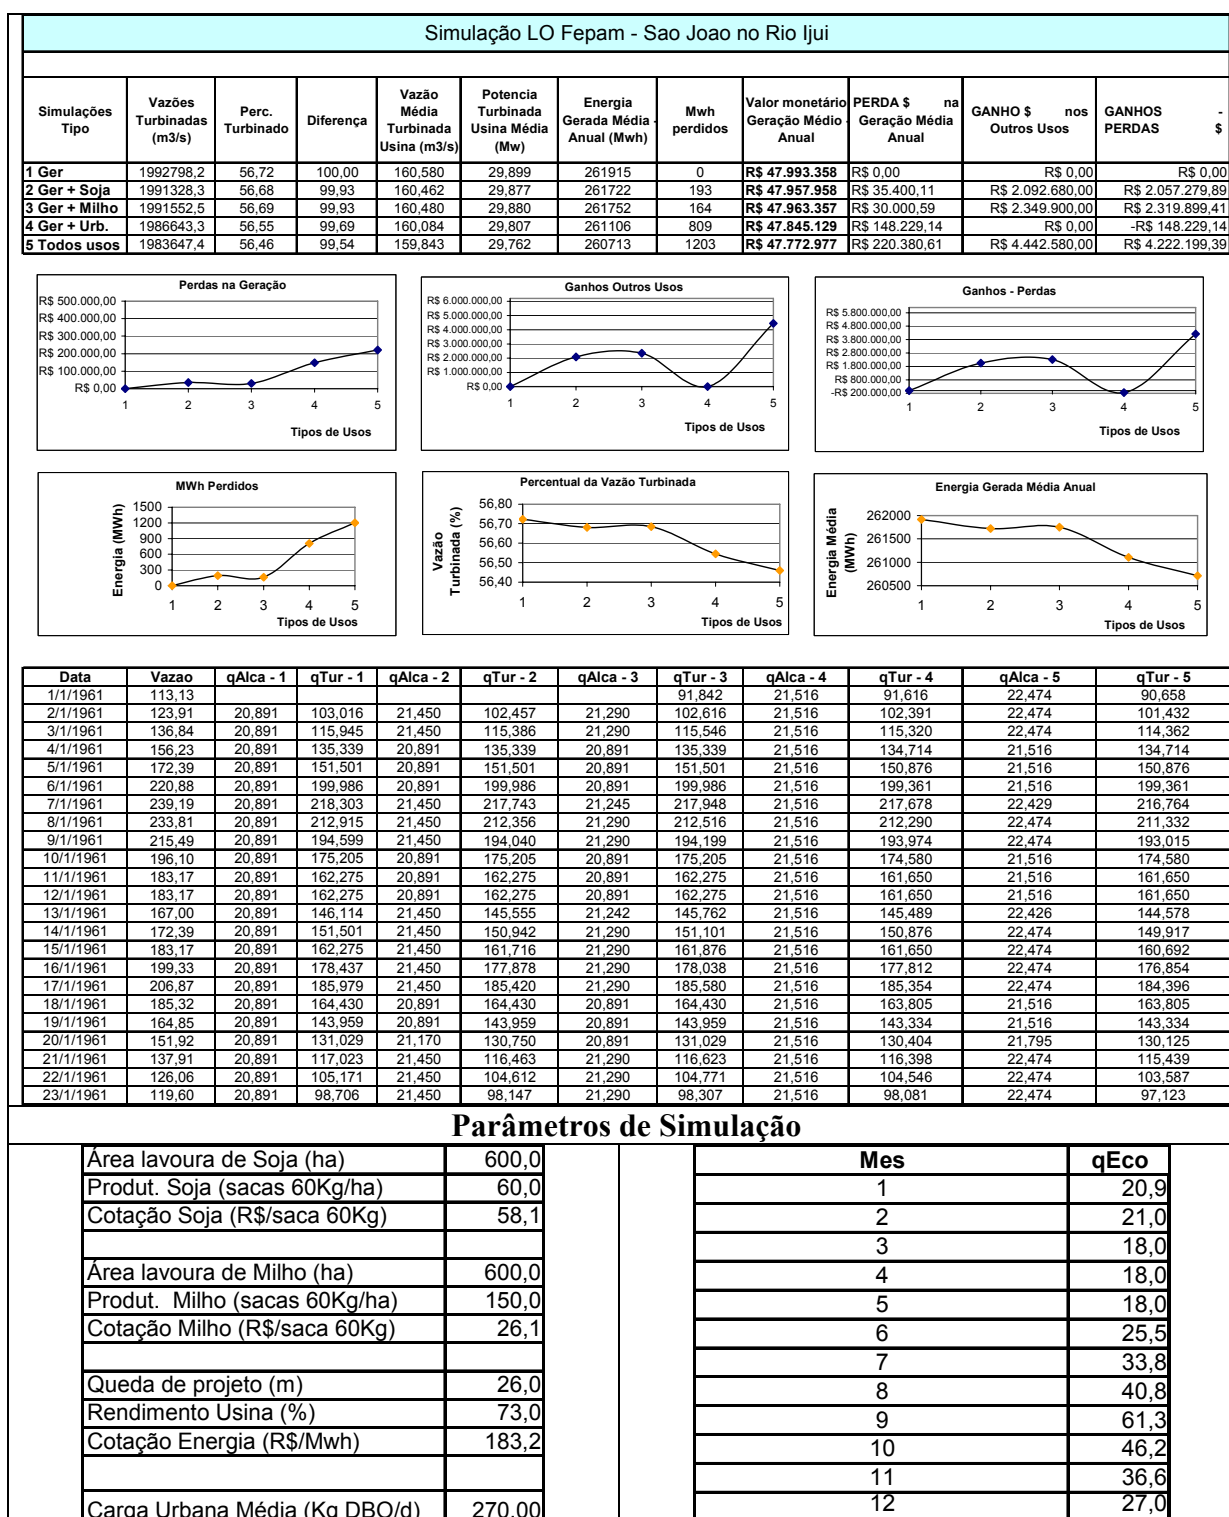 Simulação LO Fepam - Sao Joao no Rio Ijui
Simulações Tipo | Vazões Turbinadas (m3/s) | Perc. Turbinado | Diferença | Vazão Média Turbinada Usina (m3/s) | Potencia Turbinada Usina Média (Mw) | Energia Gerada Média - Anual (Mwh) | Mwh perdidos | Valor monetário Geração Médio - Anual | PERDA $ na Geração Média Anual | GANHO $ nos Outros Usos | GANHOS - PERDAS $
1 Ger 1992798,2 56,72 100,00 160,580 29,899 261915 0 R$ 47.993.358 R$ 0,00 R$ 0,00 R$ 0,00
2 Ger + Soja 1991328,3 56,68 99,93 160,462 29,877 261722 193 R$ 47.957.958 R$ 35.400,11 R$ 2.092.680,00 R$ 2.057.279,89
3 Ger + Milho 1991552,5 56,69 99,93 160,480 29,880 261752 164 R$ 47.963.357 R$ 30.000,59 R$ 2.349.900,00 R$ 2.319.899,41
4 Ger + Urb. 1986643,3 56,55 99,69 160,084 29,807 261106 809 R$ 47.845.129 R$ 148.229,14 R$ 0,00 -R$ 148.229,14
5 Todos usos 1983647,4 56,46 99,54 159,843 29,762 260713 1203 R$ 47.772.977 R$ 220.380,61 R$ 4.442.580,00 R$ 4.222.199,39
Perdas na Geração
R$ 500.000,00
R$ 400.000,00
R$ 300.000,00
R$ 200.000,00
R$ 100.000,00
R$ 0,00
1 2 3 4 5
Tipos de Usos
Ganhos Outros Usos
R$ 6.000.000,00
R$ 5.000.000,00
R$ 4.000.000,00
R$ 3.000.000,00
R$ 2.000.000,00
R$ 1.000.000,00
R$ 0,00
1 2 3 4 5
Tipos de Usos
Ganhos - Perdas
R$ 5.800.000,00
R$ 4.800.000,00
R$ 3.800.000,00
R$ 2.800.000,00
R$ 1.800.000,00
R$ 800.000,00
-R$ 200.000,00
1 2 3 4 5
Tipos de Usos
MWh Perdidos
Energia (MWh)
1500
1200
900
600
300
0
1 2 3 4 5
Tipos de Usos
Percentual da Vazão Turbinada
Vazão Turbinada (%)
56,80
56,70
56,60
56,50
56,40
1 2 3 4 5
Tipos de Usos
Energia Gerada Média Anual
Energia Média (MWh)
262000
261500
261000
260500
1 2 3 4 5
Tipos de Usos
Data Vazao qAlca - 1 qTur - 1 qAlca - 2 qTur - 2 qAlca - 3 qTur - 3 qAlca - 4 qTur - 4 qAlca - 5 qTur - 5
1/1/1961 113,13 91,842 21,516 91,616 22,474 90,658
2/1/1961 123,91 20,891 103,016 21,450 102,457 21,290 102,616 21,516 102,391 22,474 101,432
3/1/1961 136,84 20,891 115,945 21,450 115,386 21,290 115,546 21,516 115,320 22,474 114,362
4/1/1961 156,23 20,891 135,339 20,891 135,339 20,891 135,339 21,516 134,714 21,516 134,714
5/1/1961 172,39 20,891 151,501 20,891 151,501 20,891 151,501 21,516 150,876 21,516 150,876
6/1/1961 220,88 20,891 199,986 20,891 199,986 20,891 199,986 21,516 199,361 21,516 199,361
7/1/1961 239,19 20,891 218,303 21,450 217,743 21,245 217,948 21,516 217,678 22,429 216,764
8/1/1961 233,81 20,891 212,915 21,450 212,356 21,290 212,516 21,516 212,290 22,474 211,332
9/1/1961 215,49 20,891 194,599 21,450 194,040 21,290 194,199 21,516 193,974 22,474 193,015
10/1/1961 196,10 20,891 175,205 20,891 175,205 20,891 175,205 21,516 174,580 21,516 174,580
11/1/1961 183,17 20,891 162,275 20,891 162,275 20,891 162,275 21,516 161,650 21,516 161,650
12/1/1961 183,17 20,891 162,275 20,891 162,275 20,891 162,275 21,516 161,650 21,516 161,650
13/1/1961 167,00 20,891 146,114 21,450 145,555 21,242 145,762 21,516 145,489 22,426 144,578
14/1/1961 172,39 20,891 151,501 21,450 150,942 21,290 151,101 21,516 150,876 22,474 149,917
15/1/1961 183,17 20,891 162,275 21,450 161,716 21,290 161,876 21,516 161,650 22,474 160,692
16/1/1961 199,33 20,891 178,437 21,450 177,878 21,290 178,038 21,516 177,812 22,474 176,854
17/1/1961 206,87 20,891 185,979 21,450 185,420 21,290 185,580 21,516 185,354 22,474 184,396
18/1/1961 185,32 20,891 164,430 20,891 164,430 20,891 164,430 21,516 163,805 21,516 163,805
19/1/1961 164,85 20,891 143,959 20,891 143,959 20,891 143,959 21,516 143,334 21,516 143,334
20/1/1961 151,92 20,891 131,029 21,170 130,750 20,891 131,029 21,516 130,404 21,795 130,125
21/1/1961 137,91 20,891 117,023 21,450 116,463 21,290 116,623 21,516 116,398 22,474 115,439
22/1/1961 126,06 20,891 105,171 21,450 104,612 21,290 104,771 21,516 104,546 22,474 103,587
23/1/1961 119,60 20,891 98,706 21,450 98,147 21,290 98,307 21,516 98,081 22,474 97,123
Parâmetros de Simulação
Área lavoura de Soja (ha) 600,0
Produt. Soja (sacas 60Kg/ha) 60,0
Cotação Soja (R$/saca 60Kg) 58,1
Área lavoura de Milho (ha) 600,0
Produt. Milho (sacas 60Kg/ha) 150,0
Cotação Milho (R$/saca 60Kg) 26,1
Queda de projeto (m) 26,0
Rendimento Usina (%) 73,0
Cotação Energia (R$/Mwh) 183,2
Carga Urbana Média (Kg DBO/d) 270,00
Mes qEco
1 20,9
2 21,0
3 18,0
4 18,0
5 18,0
6 25,5
7 33,8
8 40,8
9 61,3
10 46,2
11 36,6
12 27,0